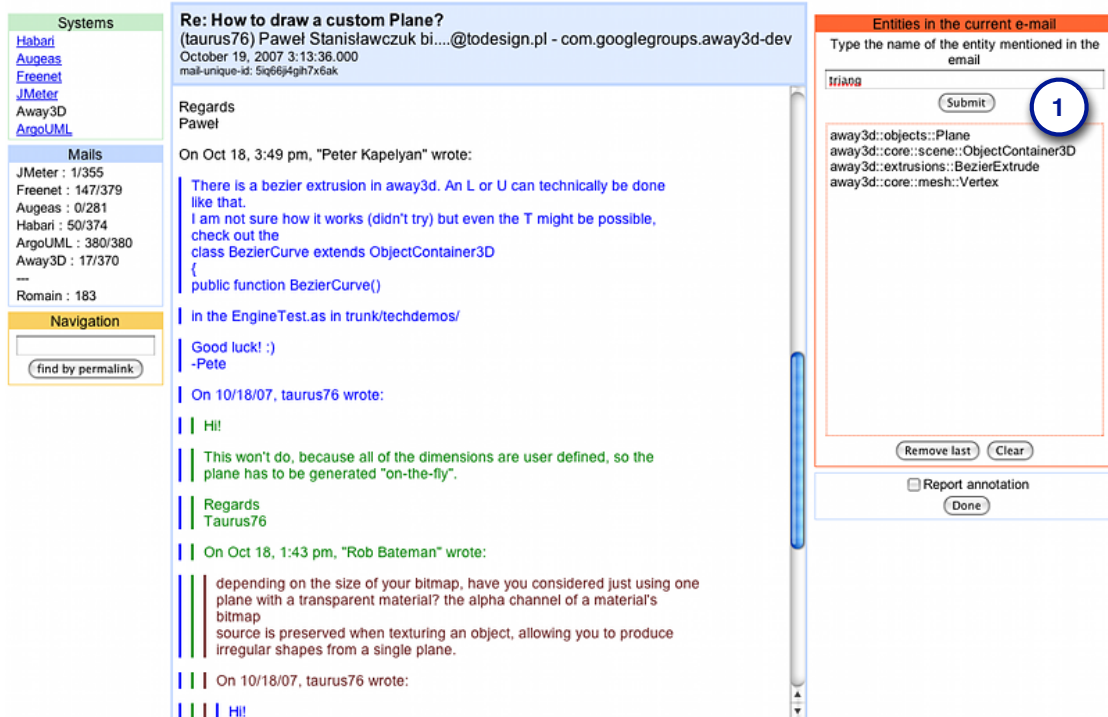 Systems
Habari
Augeas
Freenet
JMeter
Away3D
ArgoUML
Mails
JMeter : 1/355
Freenet : 147/379
Augeas : 0/281
Habari : 50/374
ArgoUML : 380/380
Away3D : 17/370
---
Romain : 183
Navigation
find by permalink
Re: How to draw a custom Plane?
(taurus76) Paweł Stanisławczuk bi....@todesign.pl - com.googlegroups.away3d-dev
October 19, 2007 3:13:36.000
mail-unique-id: 5iq66ji4gih7x6ak
Regards
Paweł
On Oct 18, 3:49 pm, "Peter Kapelyan" wrote:
There is a bezier extrusion in away3d. An L or U can technically be done
like that.
I am not sure how it works (didn't try) but even the T might be possible,
check out the
class BezierCurve extends ObjectContainer3D
{
public function BezierCurve()
in the EngineTest.as in trunk/techdemos/
Good luck! :)
-Pete
On 10/18/07, taurus76 wrote:
Hi!
This won't do, because all of the dimensions are user defined, so the
plane has to be generated "on-the-fly".
Regards
Taurus76
On Oct 18, 1:43 pm, "Rob Bateman" wrote:
depending on the size of your bitmap, have you considered just using one
plane with a transparent material? the alpha channel of a material's
bitmap
source is preserved when texturing an object, allowing you to produce
irregular shapes from a single plane.
On 10/18/07, taurus76 wrote:
Hi!
Entities in the current e-mail
Type the name of the entity mentioned in the
email
triang
Submit
1
away3d::objects::Plane
away3d::core::scene::ObjectContainer3D
away3d::extrusions::BezierExtrude
away3d::core::mesh::Vertex
Remove last
Clear
Report annotation
Done